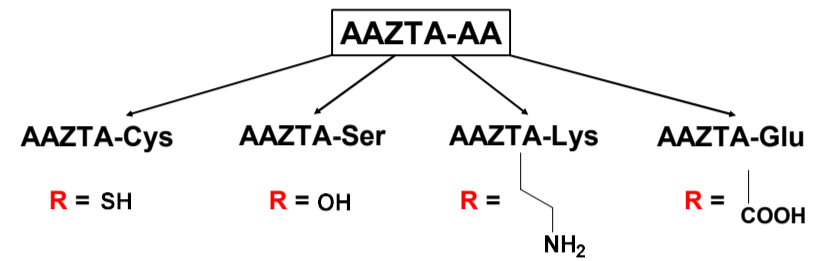 AAZTA-AA
AAZTA-Cys AAZTA-Ser AAZTA-Lys AAZTA-Glu
R = SH R = OH R = R =
COOH
NH2